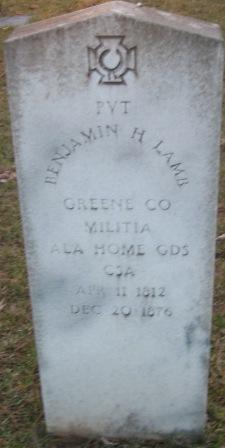 PVT
BENJAMIN H LAMB
GREENE CO
MILITIA
ALA HOME GDS
CSA
APR 11 1812
DEC 20 1876